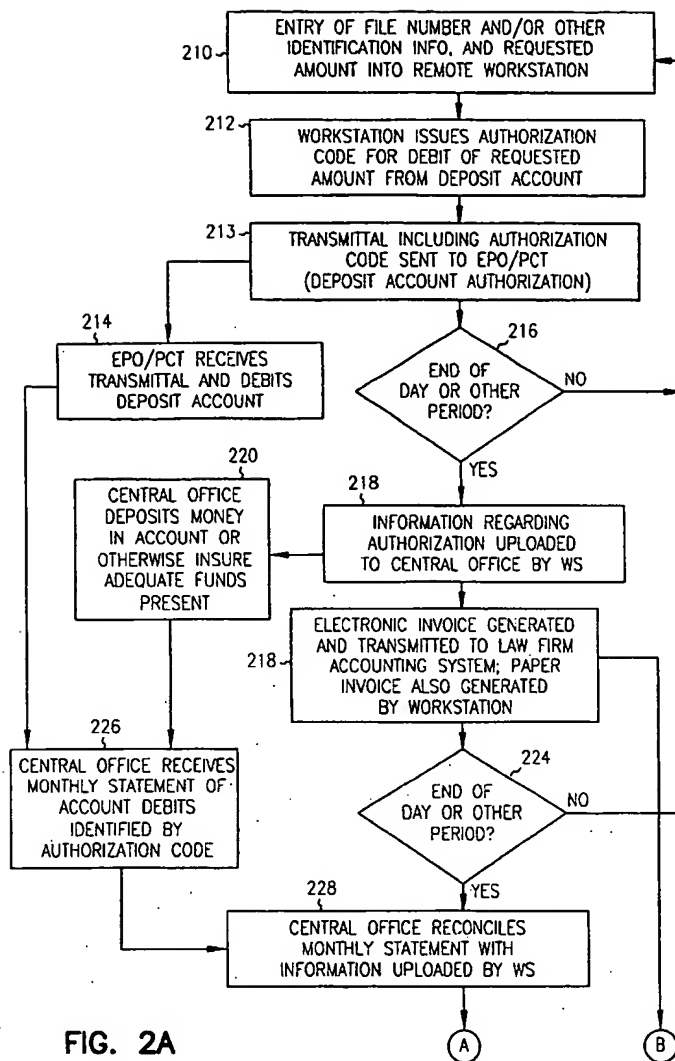 ENTRY OF FILE NUMBER AND/OR OTHER
IDENTIFICATION INFO, AND REQUESTED
AMOUNT INTO REMOTE WORKSTATION
210
212
WORKSTATION ISSUES AUTHORIZATION
CODE FOR DEBIT OF REQUESTED
AMOUNT FROM DEPOSIT ACCOUNT
213
TRANSMITTAL INCLUDING AUTHORIZATION
CODE SENT TO EPO/PCT
(DEPOSIT ACCOUNT AUTHORIZATION)
214
EPO/PCT RECEIVES
TRANSMITTAL AND DEBITS
DEPOSIT ACCOUNT
216
END OF
DAY OR OTHER
PERIOD?
NO
YES
220
CENTRAL OFFICE
DEPOSITS MONEY
IN ACCOUNT OR
OTHERWISE INSURE
ADEQUATE FUNDS
PRESENT
218
INFORMATION REGARDING
AUTHORIZATION UPLOADED
TO CENTRAL OFFICE BY WS
ELECTRONIC INVOICE GENERATED
AND TRANSMITTED TO LAW FIRM
ACCOUNTING SYSTEM; PAPER
INVOICE ALSO GENERATED
BY WORKSTATION
218
226
CENTRAL OFFICE RECEIVES
MONTHLY STATEMENT OF
ACCOUNT DEBITS
IDENTIFIED BY
AUTHORIZATION CODE
224
END OF
DAY OR OTHER
PERIOD?
NO
YES
228
CENTRAL OFFICE RECONCILES
MONTHLY STATEMENT WITH
INFORMATION UPLOADED BY WS
FIG. 2A
A
B